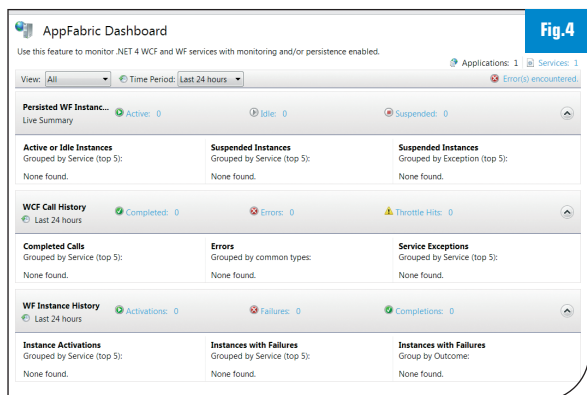 AppFabric Dashboard
Fig.4
Use this feature to monitor .NET 4 WCF and WF services with monitoring and/or persistence enabled.
Applications: 1 Services: 1
View: All Time Period: Last 24 hours Error(s) encountered.
Persisted WF Instanc... Active: 0 Idle: 0 Suspended: 0
Live Summary
Active or Idle Instances Suspended Instances Suspended Instances
Grouped by Service (top 5): Grouped by Service (top 5): Grouped by Exception (top 5):
None found. None found. None found.
WCF Call History Completed: 0 Errors: 0 Throttle Hits: 0
Last 24 hours
Completed Calls Errors Service Exceptions
Grouped by Service (top 5): Grouped by common types: Grouped by Service (top 5):
None found. None found. None found.
WF Instance History Activations: 0 Failures: 0 Completions: 0
Last 24 hours
Instance Activations Instances with Failures Instances with Failures
Grouped by Service (top 5): Grouped by Service (top 5): Group by Outcome:
None found. None found. None found.